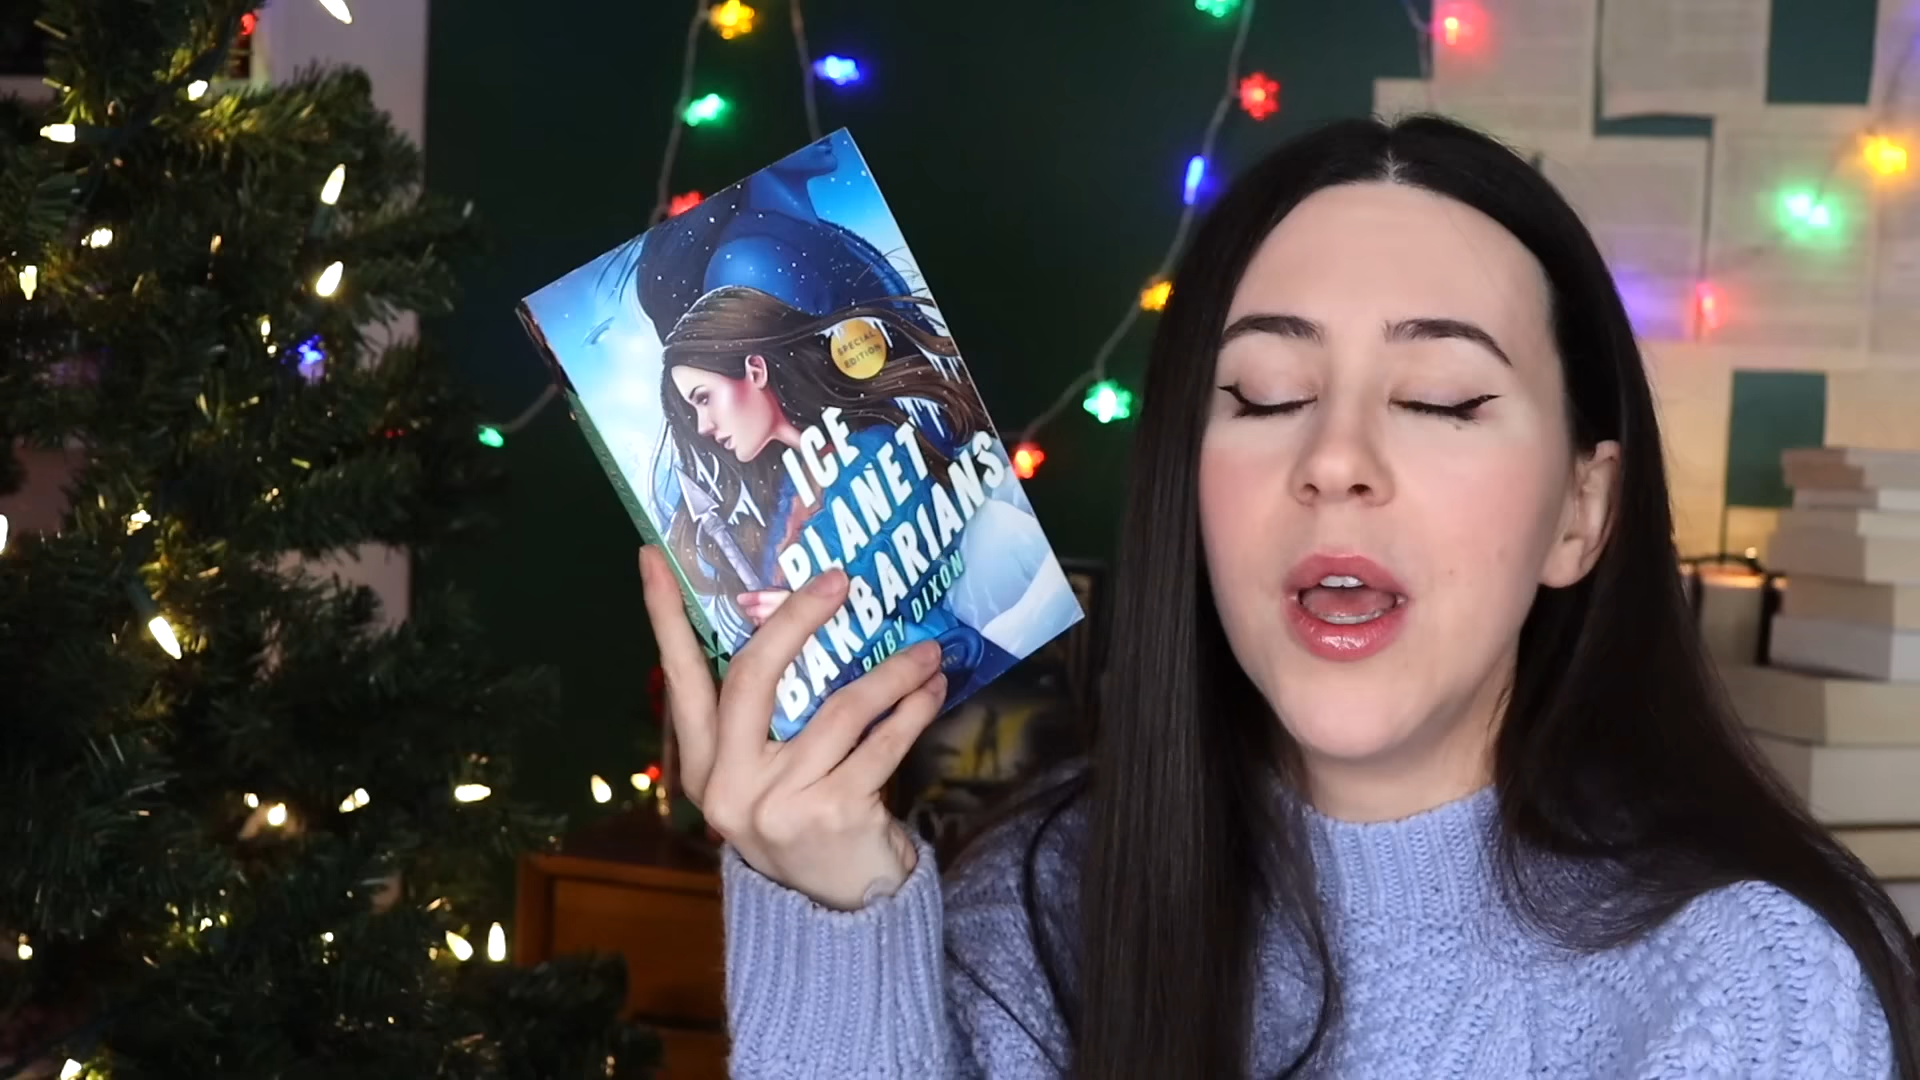 SPECIAL
EDITION
ICE
PLANET
BARBARIANS
RUBY DIXON